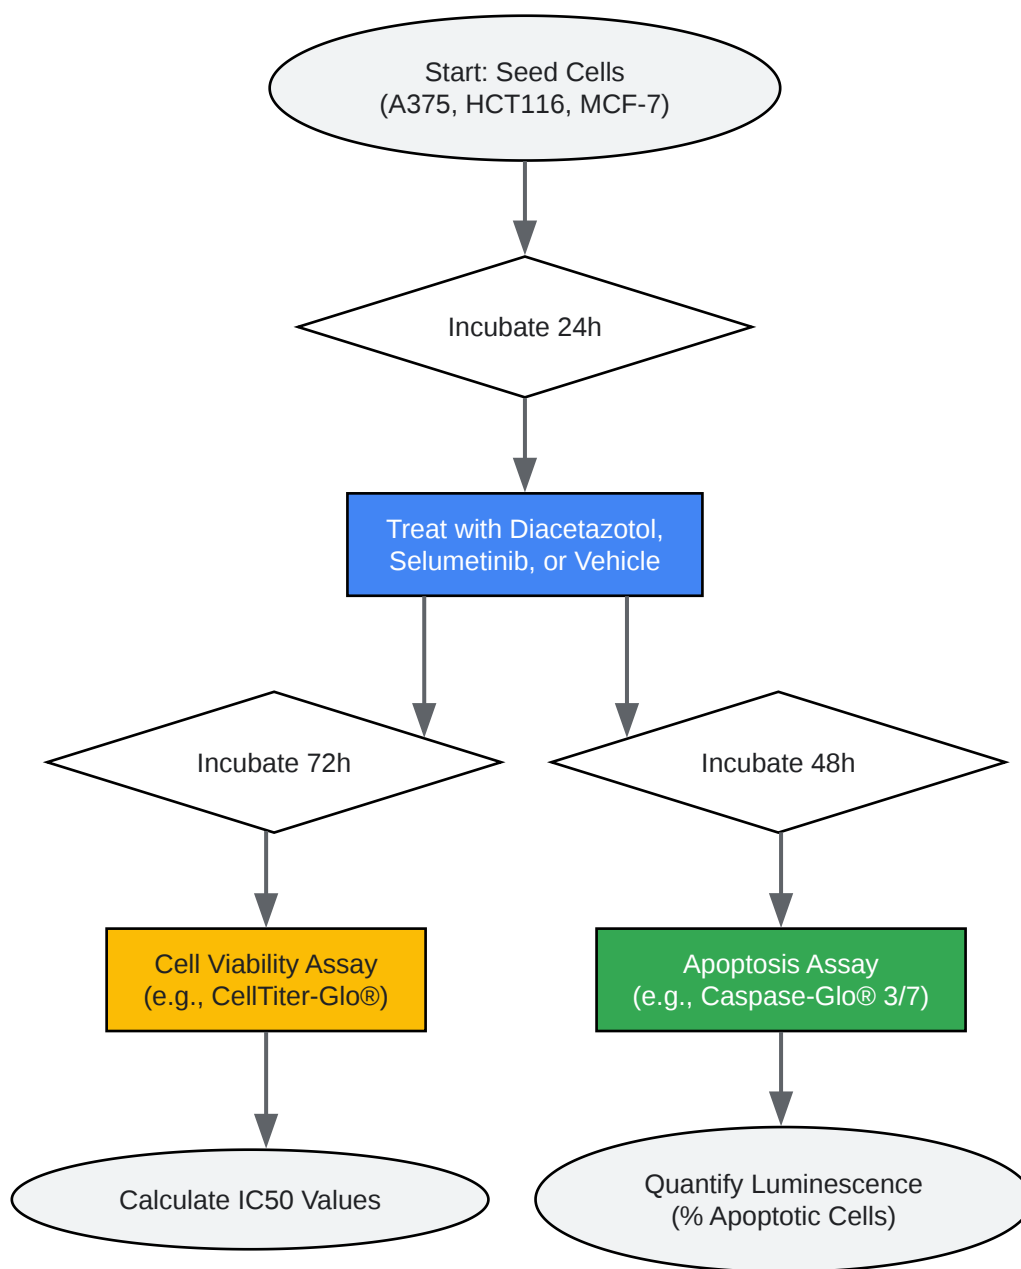 Start: Seed Cells
(A375, HCT116, MCF-7)
Incubate 24h
Treat with Diacetazotol,
Selumetinib, or Vehicle
Incubate 72h
Incubate 48h
Cell Viability Assay
(e.g., CellTiter-Glo®)
Apoptosis Assay
(e.g., Caspase-Glo® 3/7)
Calculate IC50 Values
Quantify Luminescence
(% Apoptotic Cells)